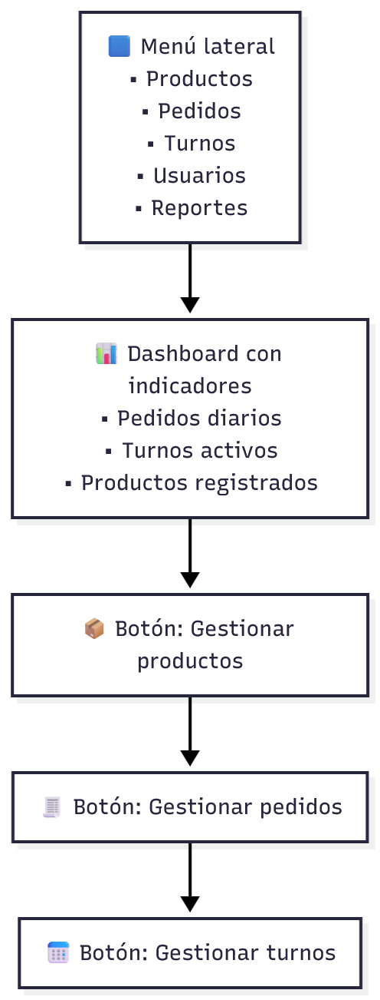 Menú lateral
▪ Productos
▪ Pedidos
▪ Turnos
▪ Usuarios
▪ Reportes
Dashboard con
indicadores
▪ Pedidos diarios
▪ Turnos activos
▪ Productos registrados
Botón: Gestionar
productos
Botón: Gestionar pedidos
Botón: Gestionar turnos